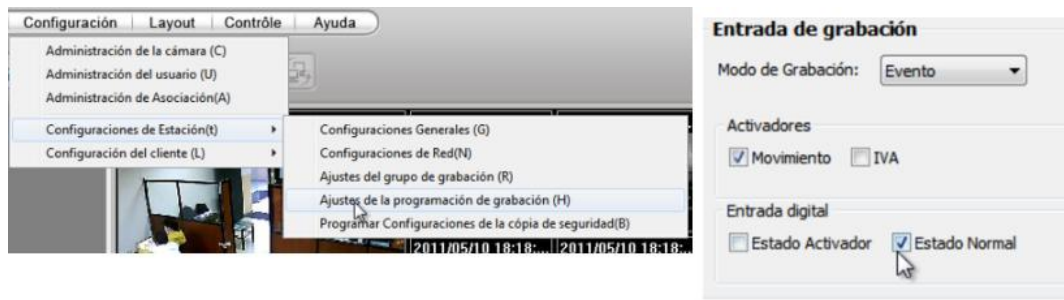 Configuración Layout Contrôle Ayuda
Administración de la cámara (C)
Administración del usuario (U)
Administración de Asociación(A)
Configuraciones de Estación(t)
Configuración del cliente (L)
Configuraciones Generales (G)
Configuraciones de Red(N)
Ajustes del grupo de grabación (R)
Ajustes de la programación de grabación (H)
Programar Configuraciones de la cópia de seguridad(B)
2011/05/10 18:18:... 2011/05/10 18:18:...
Entrada de grabación
Modo de Grabación: Evento
Activadores
Movimiento IVA
Entrada digital
Estado Activador Estado Normal